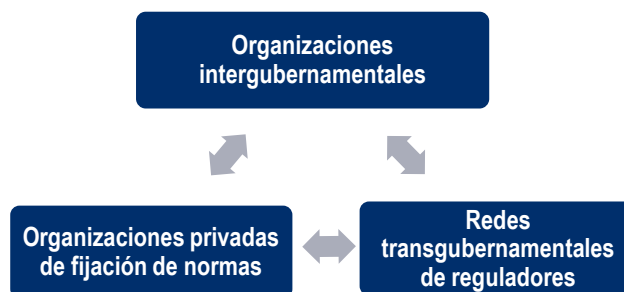 Organizaciones
intergubernamentales
Organizaciones privadas
de fijación de normas
Redes
transgubernamentales
de reguladores